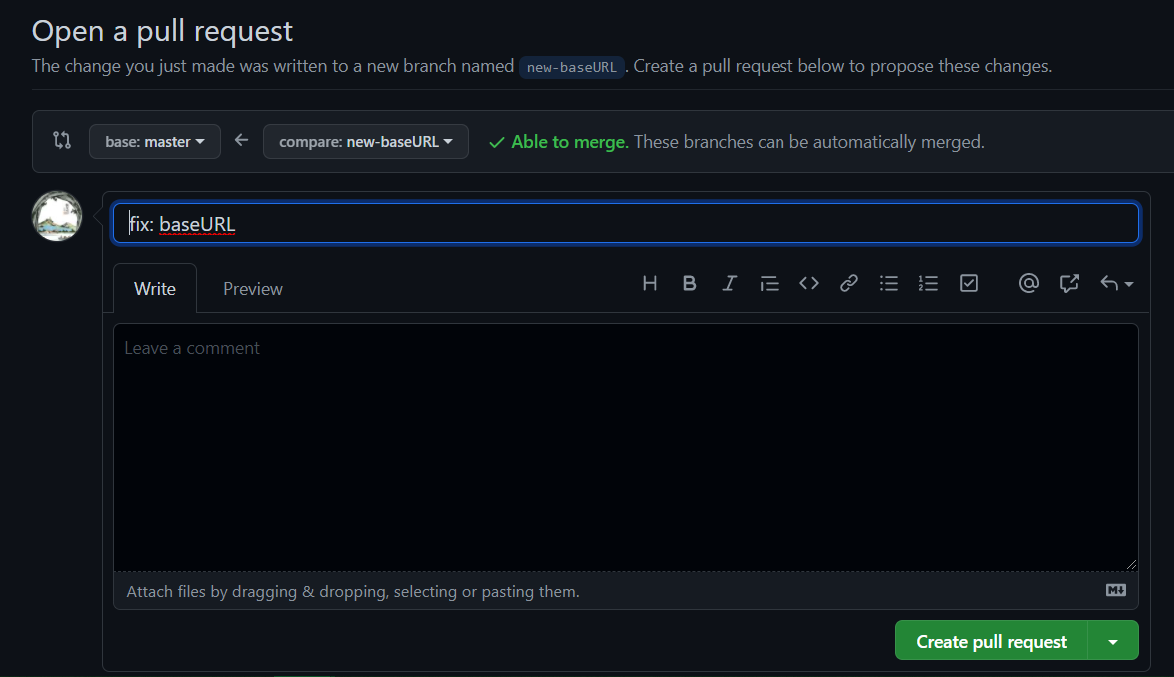 Open a pull request
The change you just made was written to a new branch named new-baseURL. Create a pull request below to propose these changes.
base: master compare: new-baseURL Able to merge. These branches can be automatically merged.
fix: baseURL
Write Preview
Leave a comment
Attach files by dragging & dropping, selecting or pasting them.
Create pull request